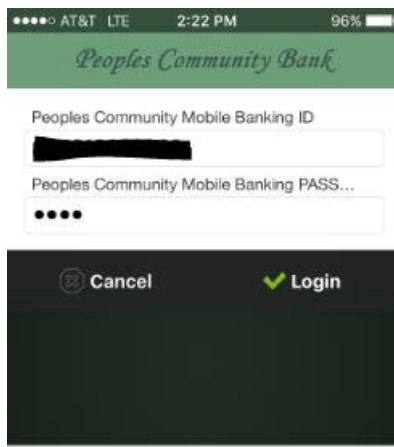 AT&T LTE 2:22 PM 96%
Peoples Community Bank
Peoples Community Mobile Banking ID
Peoples Community Mobile Banking PASS...
Cancel Login